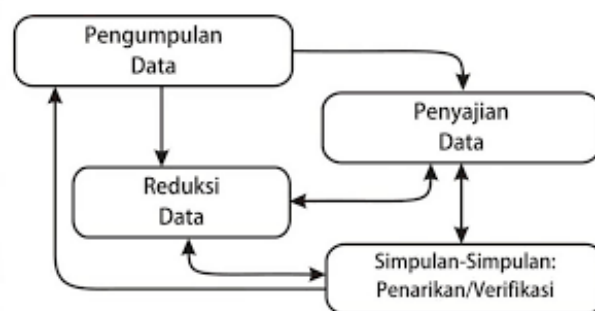 Pengumpulan
Data
Penyajian
Data
Reduksi
Data
Simpulan-Simpulan:
Penarikan/Verifikasi